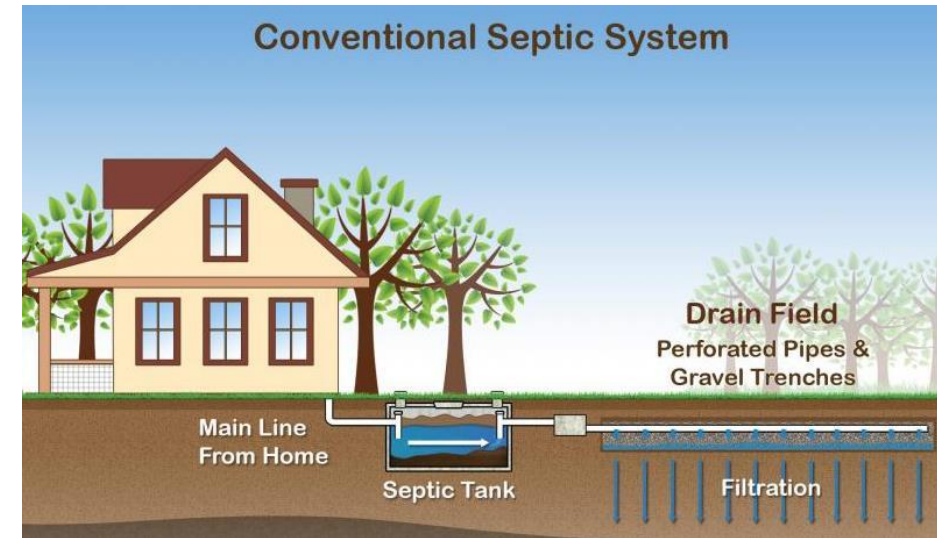 Conventional Septic System
Drain Field
Perforated Pipes &
Gravel Trenches
Main Line
From Home
Septic Tank
Filtration